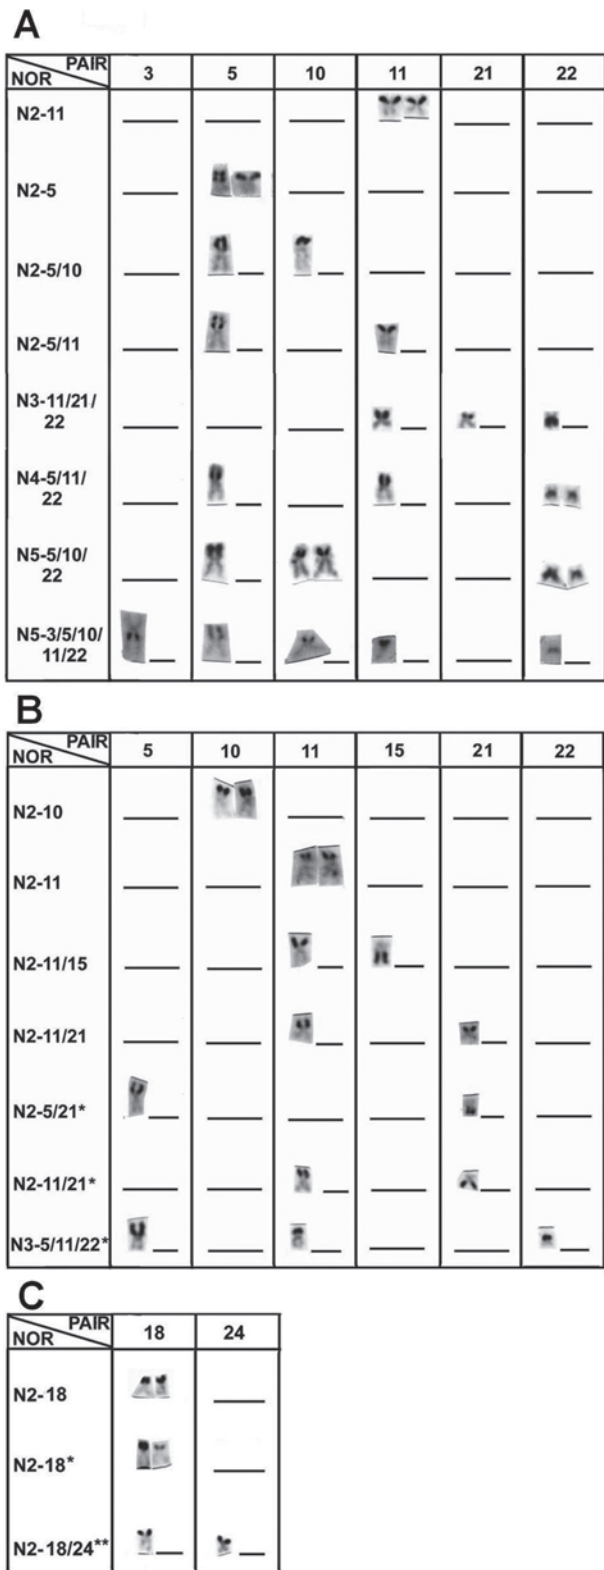 A
PAIR
NOR 3 5 10 11 21 22
N2-11
N2-5
N2-5/10
N2-5/11
N3-11/21/
22
N4-5/11/
22
N5-5/10/
22
N5-3/5/10/
11/22
B
PAIR
NOR 5 10 11 15 21 22
N2-10
N2-11
N2-11/15
N2-11/21
N2-5/21*
N2-11/21*
N3-5/11/22*
C
PAIR
NOR 18 24
N2-18
N2-18*
N2-18/24**